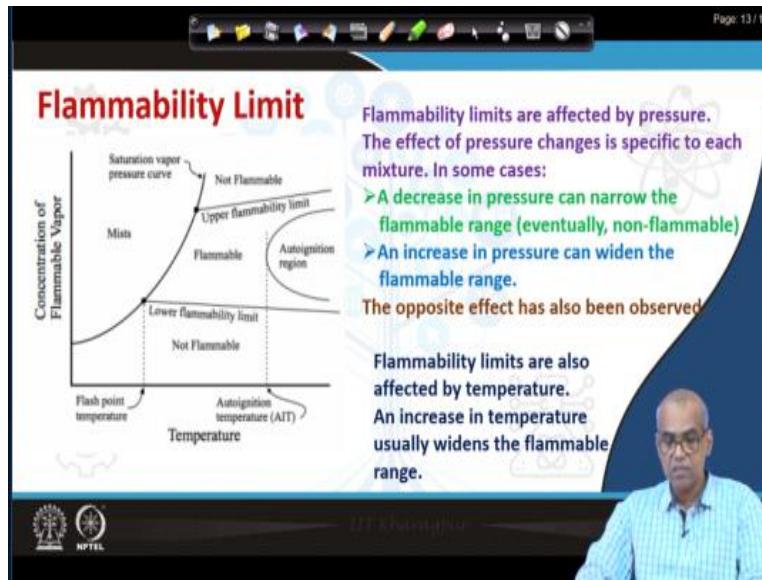 Page: 13 / 1
Flammability Limit
Saturation vapor
pressure curve
Not Flammable
Upper flammability limit
Mists
Flammable
Autoignition
region
Lower flammability limit
Not Flammable
Concentration of
Flammable Vapor
Flash point
temperature
Autoignition
temperature (AIT)
Temperature
Flammability limits are affected by pressure.
The effect of pressure changes is specific to each
mixture. In some cases:
➢A decrease in pressure can narrow the
flammable range (eventually, non-flammable)
➢An increase in pressure can widen the
flammable range.
The opposite effect has also been observed
Flammability limits are also
affected by temperature.
An increase in temperature
usually widens the flammable
range.
NPTEL
IIT Kharagpur